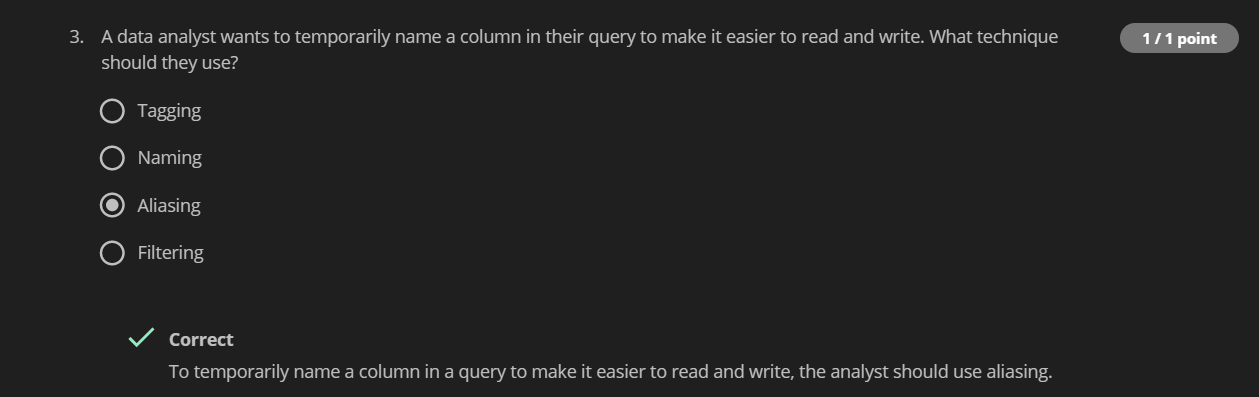 3. A data analyst wants to temporarily name a column in their query to make it easier to read and write. What technique
should they use?
1 / 1 point
Tagging
Naming
Aliasing
Filtering
Correct
To temporarily name a column in a query to make it easier to read and write, the analyst should use aliasing.